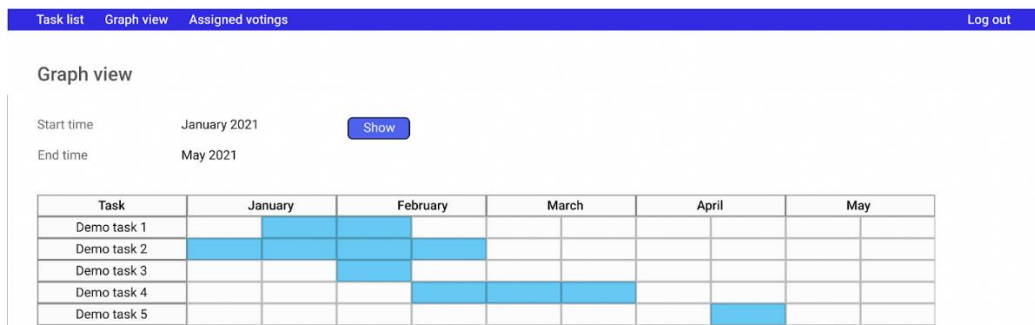 Task list Graph view Assigned votings Log out
Graph view
Start time January 2021 Show
End time May 2021
Task January February March April May
Demo task 1
Demo task 2
Demo task 3
Demo task 4
Demo task 5